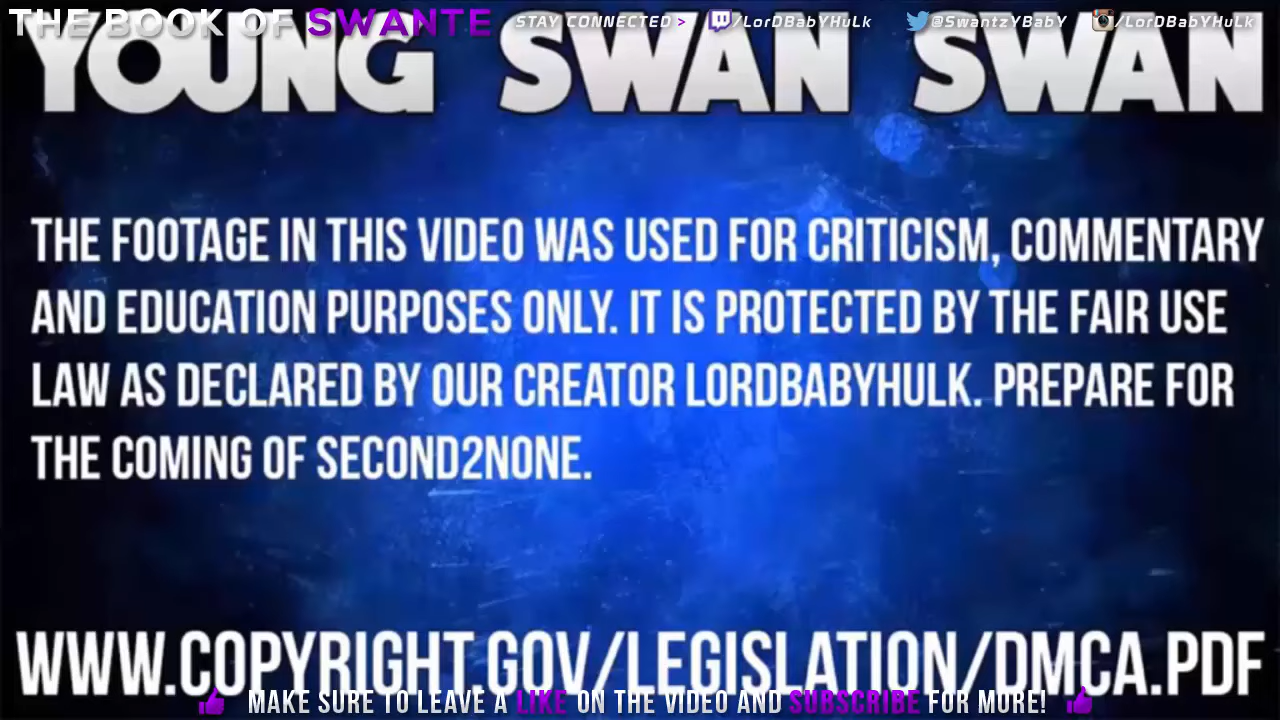 THE BOOK OF SWANTE STAY CONNECTED > /LorDBabYHuLk @SwantzYBabY /LorDBabYHuLk
YOUNG SWAN SWAN
THE FOOTAGE IN THIS VIDEO WAS USED FOR CRITICISM, COMMENTARY
AND EDUCATION PURPOSES ONLY. IT IS PROTECTED BY THE FAIR USE
LAW AS DECLARED BY OUR CREATOR LORDBABYHULK. PREPARE FOR
THE COMING OF SECOND2NONE.
WWW.COPYRIGHT.GOV/LEGISLATION/DMCA.PDF
MAKE SURE TO LEAVE A LIKE ON THE VIDEO AND SUBSCRIBE FOR MORE!